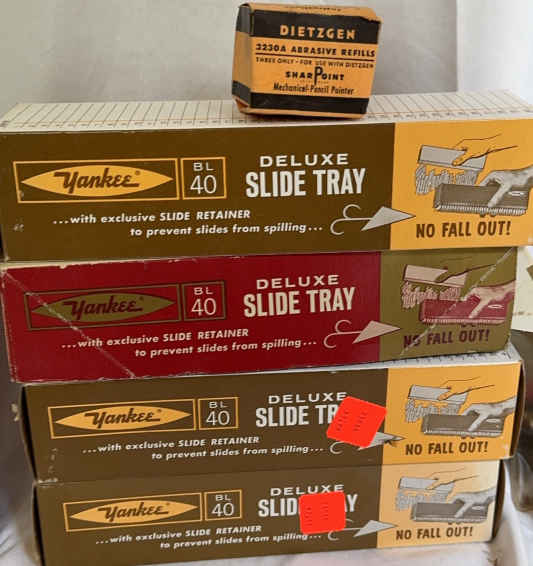 DIETZGEN
3230A ABRASIVE REFILLS
THREE ONLY - FOR USE WITH DIETZGEN
SHARPOINT
Mechanical Pencil Pointer
Yankee
BL
40
DELUXE
SLIDE TRAY
...with exclusive SLIDE RETAINER
to prevent slides from spilling...
NO FALL OUT!
Yankee
BL
40
DELUXE
SLIDE TRAY
...with exclusive SLIDE RETAINER
to prevent slides from spilling...
NO FALL OUT!
Yankee
BL
40
DELUXE
SLIDE TR
...with exclusive SLIDE RETAINER
to prevent slides from spilling...
NO FALL OUT!
Yankee
BL
40
DELUXE
SLID AY
...with exclusive SLIDE RETAINER
to prevent slides from spilling...
NO FALL OUT!